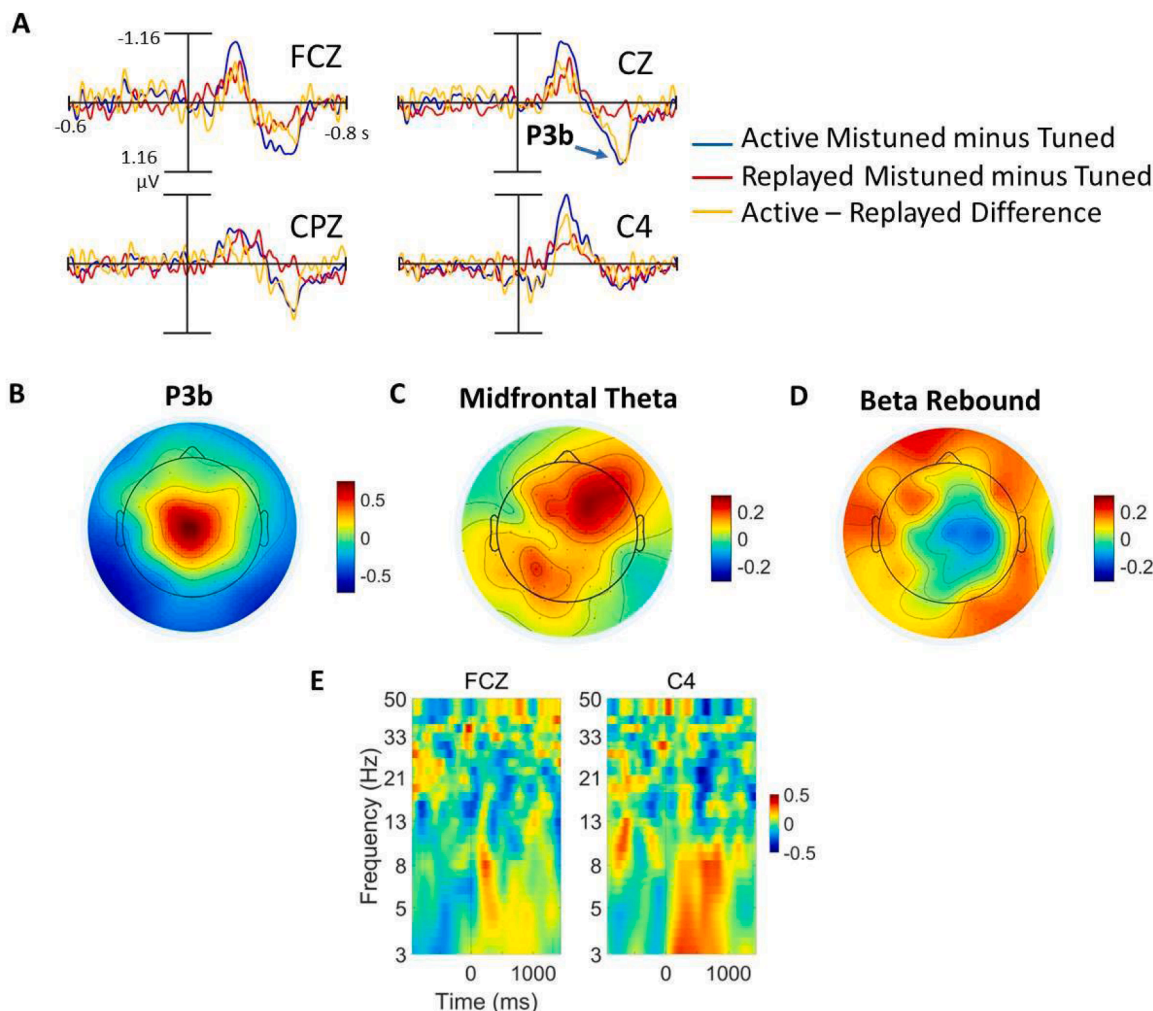 A
-1.16
FCZ
CZ
-0.6
-0.8 s
P3b
1.16
µV
Active Mistuned minus Tuned
Replayed Mistuned minus Tuned
Active – Replayed Difference
CPZ
C4
B
P3b
C
Midfrontal Theta
D
Beta Rebound
0.5
0
-0.5
0.2
0
-0.2
0.2
0
-0.2
E
FCZ
C4
Frequency (Hz)
50
33
21
13
8
5
3
50
33
21
13
8
5
3
0.5
0
-0.5
0
1000
0
1000
Time (ms)